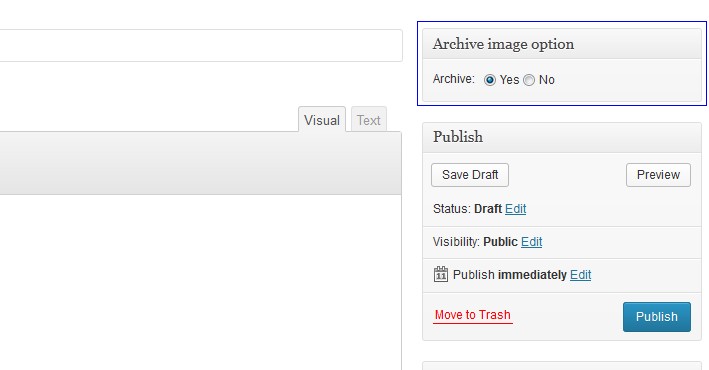 Archive image option
Archive: Yes No
Visual Text
Publish
Save Draft Preview
Status: Draft Edit
Visibility: Public Edit
11 Publish immediately Edit
Move to Trash Publish